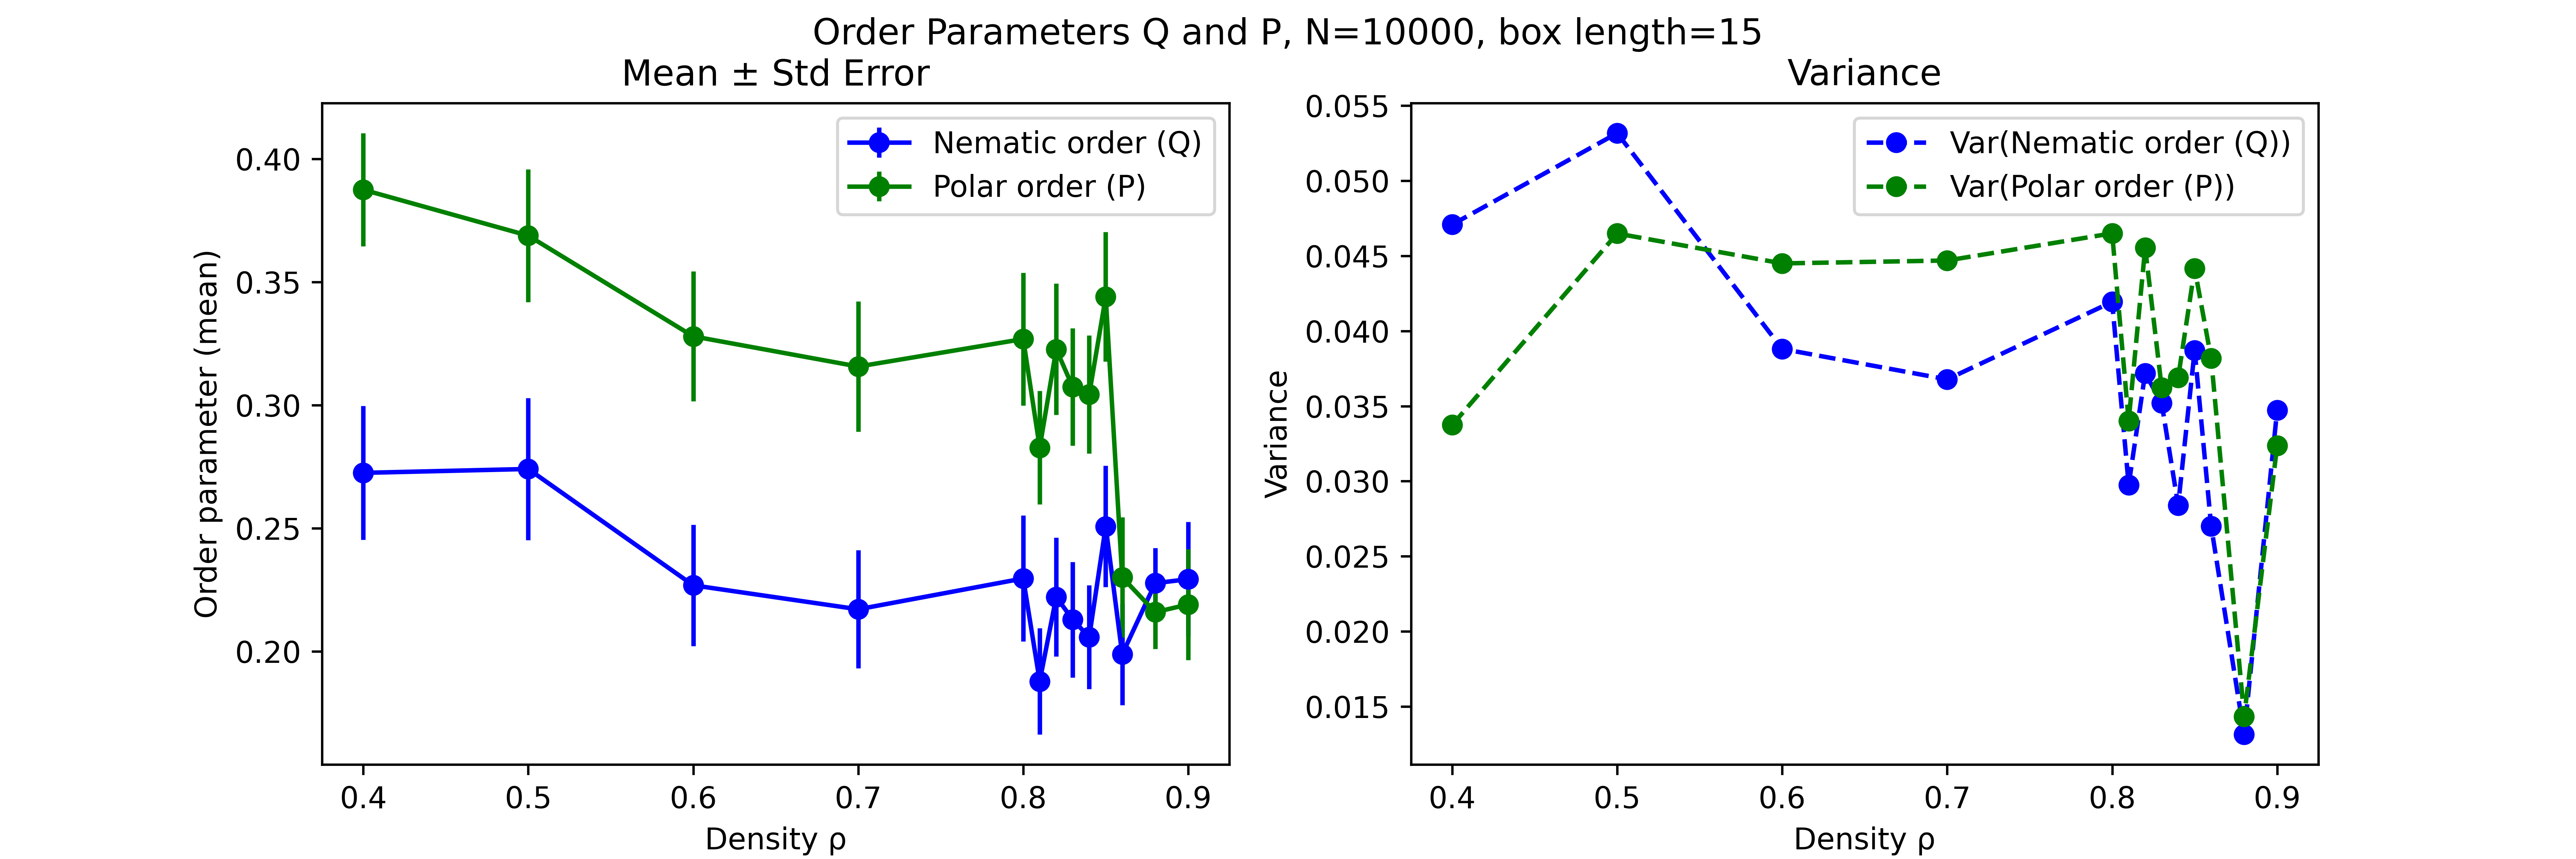 Order Parameters Q and P, N=10000, box length=15
Mean ± Std Error
Nematic order (Q)
Polar order (P)
Order parameter (mean)
0.40
0.35
0.30
0.25
0.20
0.4 0.5 0.6 0.7 0.8 0.9
Density ρ
Variance
Var(Nematic order (Q))
Var(Polar order (P))
Variance
0.055
0.050
0.045
0.040
0.035
0.030
0.025
0.020
0.015
0.4 0.5 0.6 0.7 0.8 0.9
Density ρ